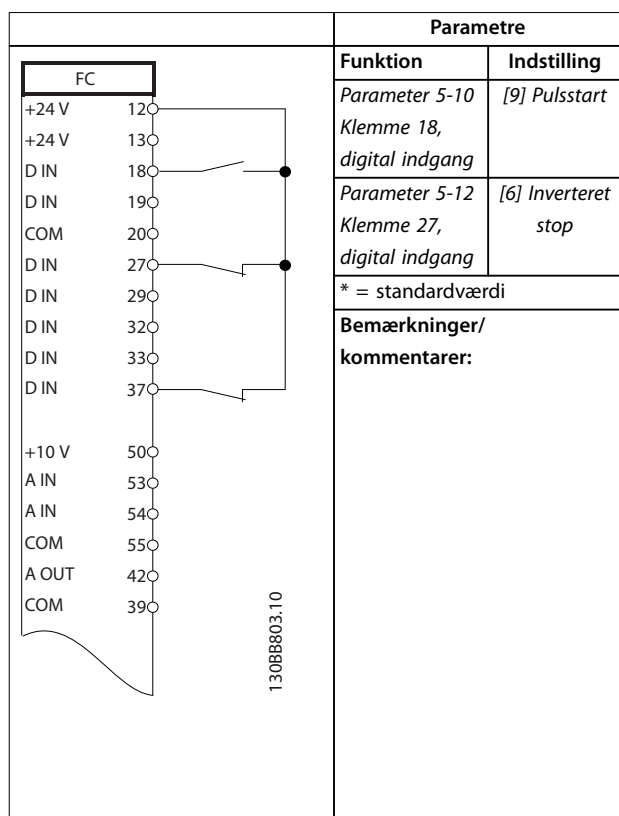 FC
+24 V 12
+24 V 13
D IN 18
D IN 19
COM 20
D IN 27
D IN 29
D IN 32
D IN 33
D IN 37
+10 V 50
A IN 53
A IN 54
COM 55
A OUT 42
COM 39
130BB803.10
Parametre
Funktion Indstilling
Parameter 5-10 [9] Pulsstart
Klemme 18,
digital indgang
Parameter 5-12 [6] Inverteret
Klemme 27, stop
digital indgang
* = standardværdi
Bemærkninger/
kommentarer: